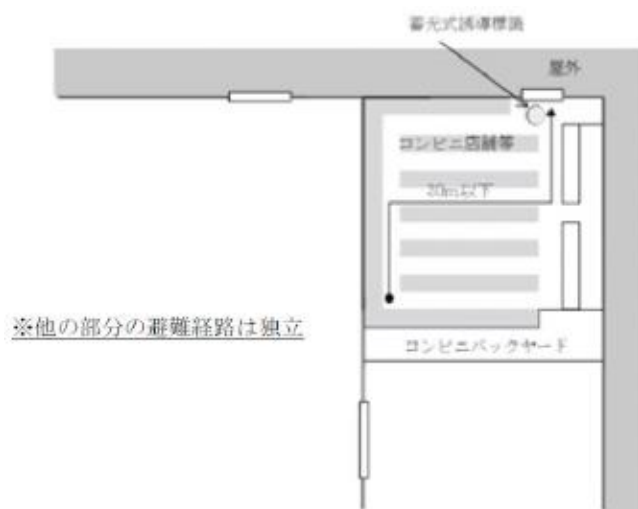 蓄光式誘導標識
屋外
コンビニ店舗等
30m以下
※他の部分の避難経路は独立
コンビニバックヤード